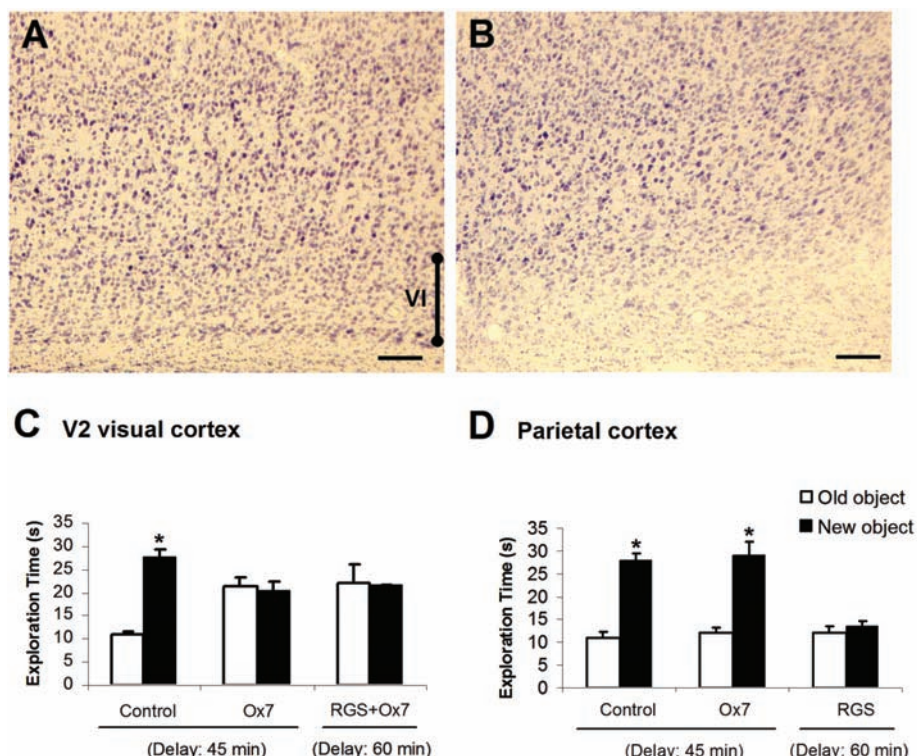 A
B
VI
C V2 visual cortex
35
30
25
20
15
10
5
0
Exploration Time (s)
*
Control
Ox7
RGS+Ox7
(Delay: 45 min)
(Delay: 60 min)
D Parietal cortex
Old object
New object
35
30
25
20
15
10
5
0
Exploration Time (s)
*
*
Control
Ox7
RGS
(Delay: 45 min)
(Delay: 60 min)